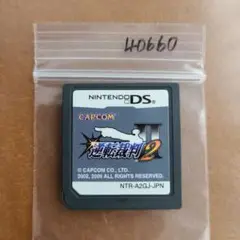 40660
NINTENDO DS
CAPCOM
逆転裁判2
© CAPCOM CO., LTD.
2002, 2006 ALL RIGHTS RESERVED.
NTR-A2GJ-JPN